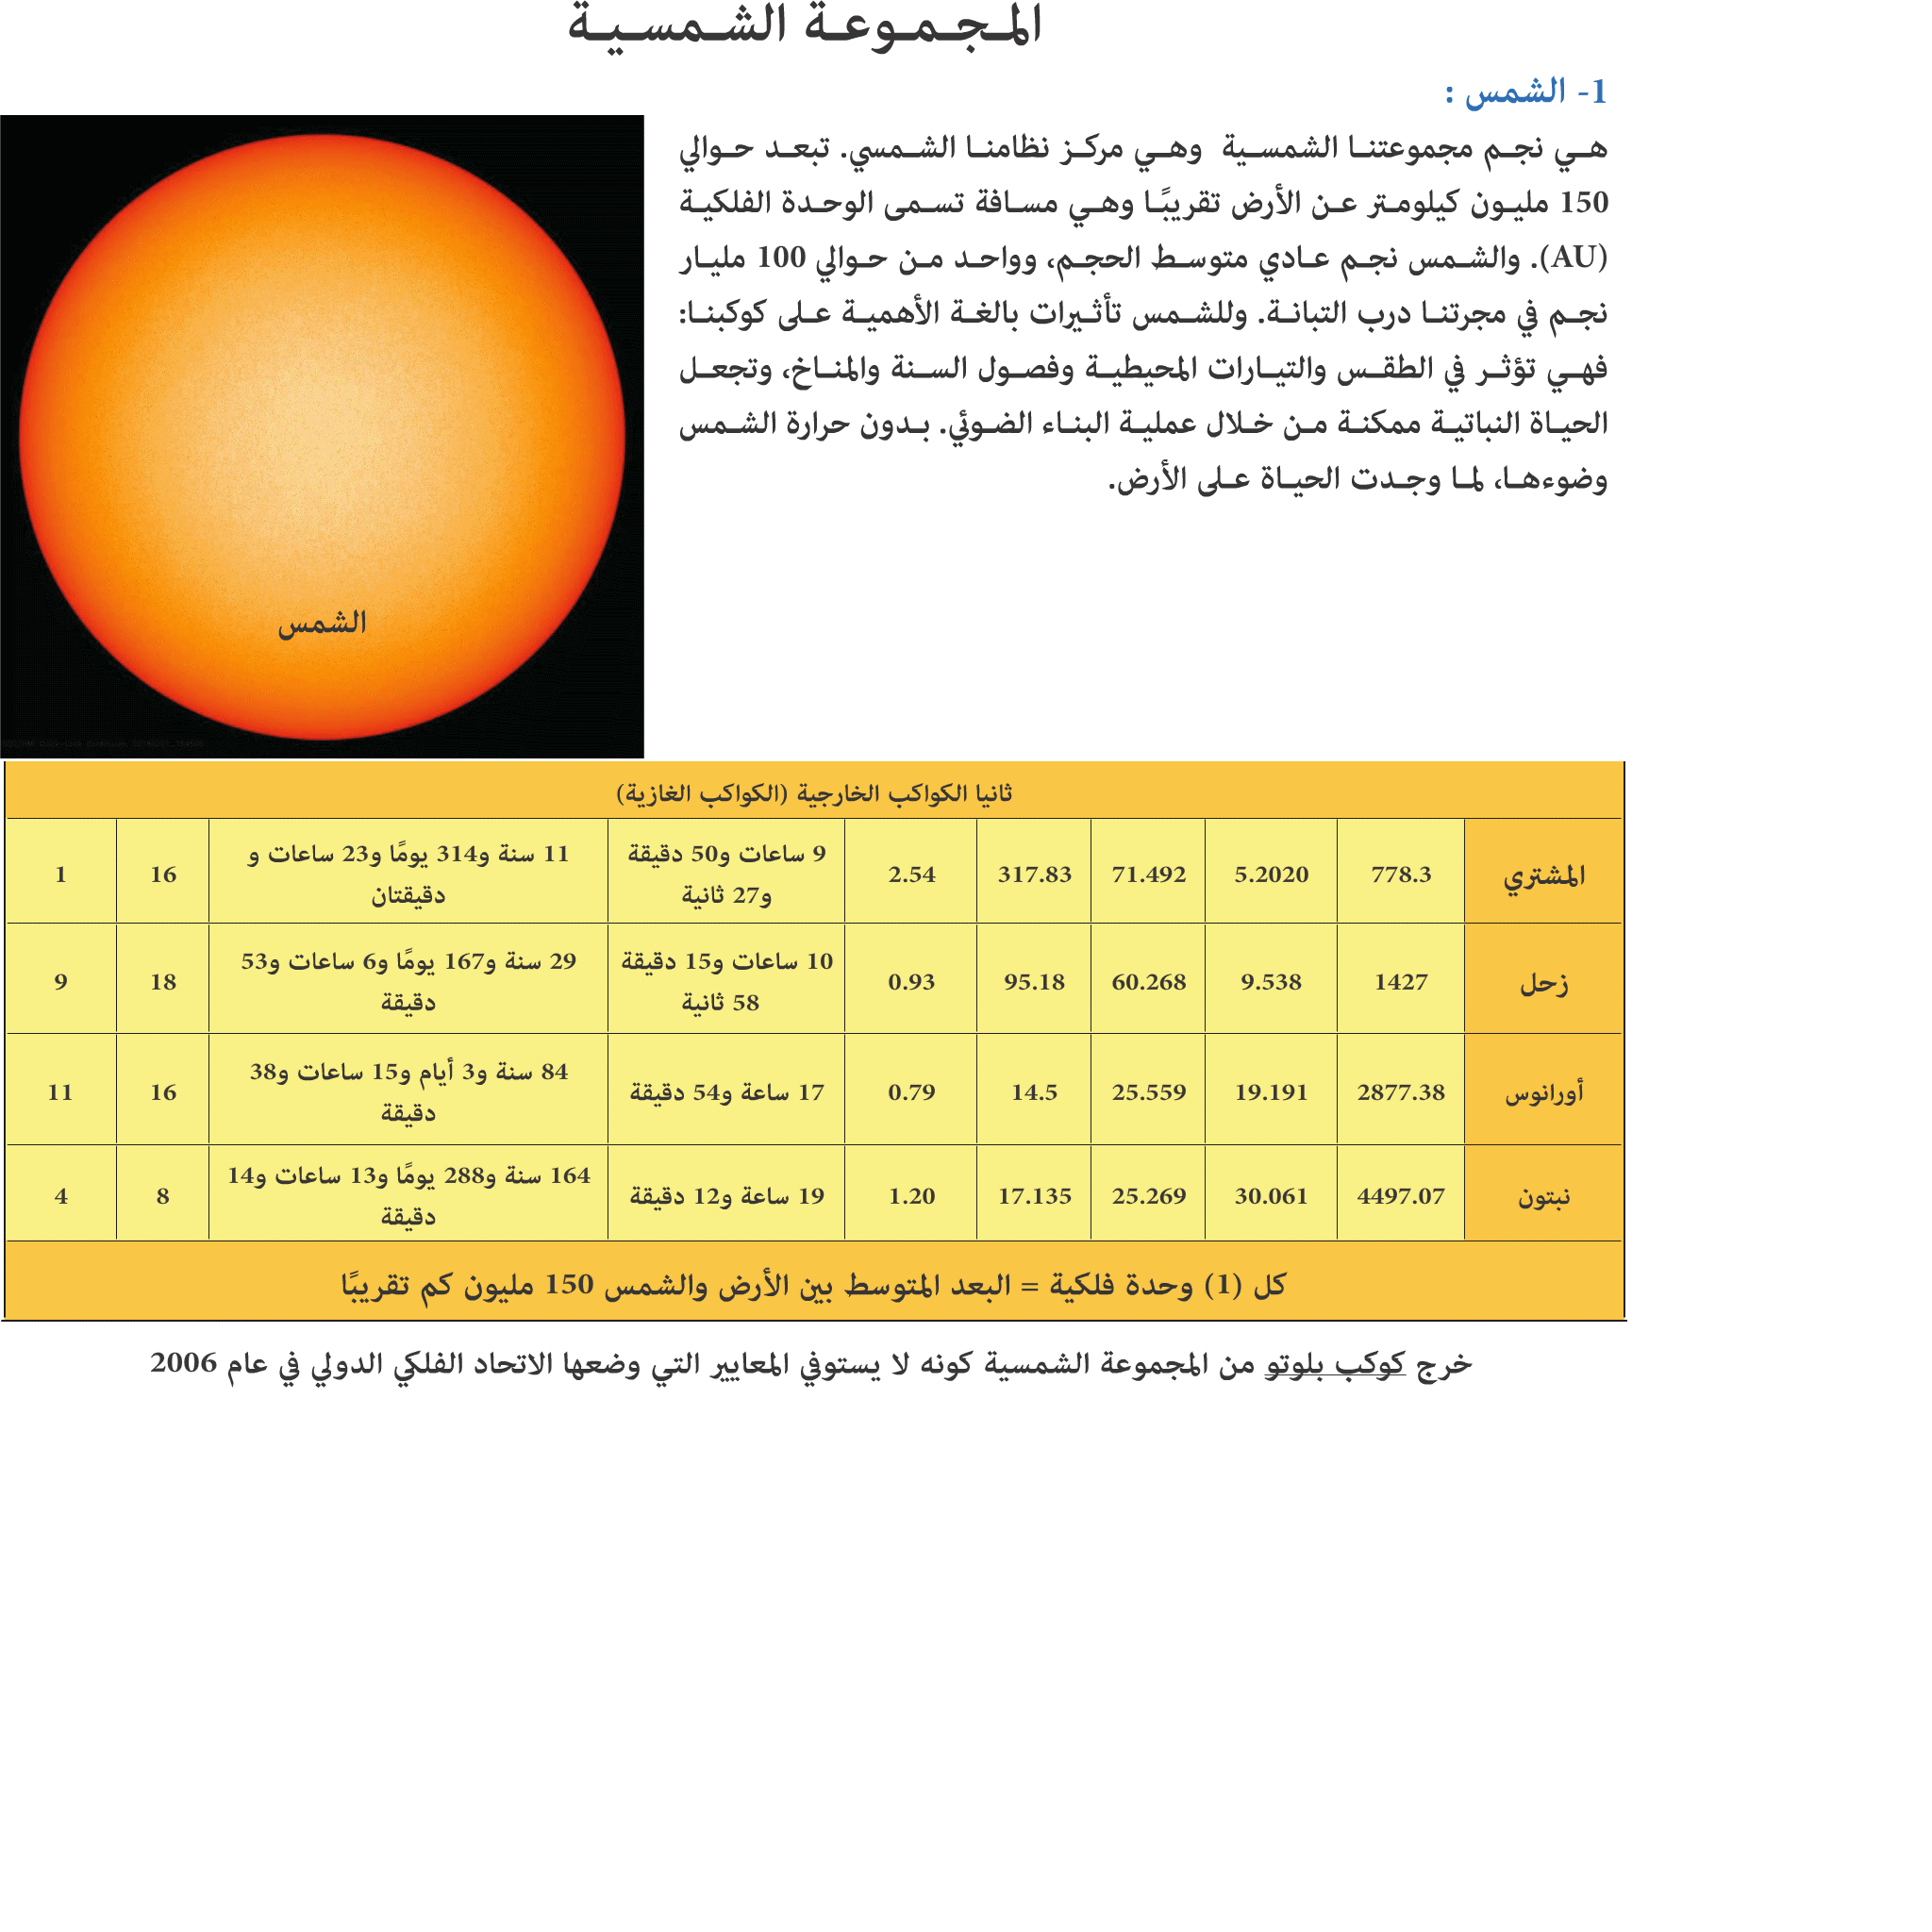 المجموعة الشمسية
1- الشمس :
هي نجم مجموعتنا الشمسية وهي مركز نظامنا الشمسي. تبعد حوالي
150 مليون كيلومتر عن الأرض تقريبًا وهي مسافة تسمى الوحدة الفلكية
(AU). والشمس نجم عادي متوسط الحجم، وواحد من حوالي 100 مليار
نجم في مجرتنا درب التبانة. وللشمس تأثيرات بالغة الأهمية على كوكبنا:
فهي تؤثر في الطقس والتيارات المحيطية وفصول السنة والمناخ، وتجعل
الحياة النباتية ممكنة من خلال عملية البناء الضوئي. بدون حرارة الشمس
وضوءها، لما وجدت الحياة على الأرض.
الشمس
ثانيا الكواكب الخارجية (الكواكب الغازية)
المشتري 778.3 5.2020 71.492 317.83 2.54 9 ساعات و50 دقيقة و27 ثانية 11 سنة و314 يومًا و23 ساعات و دقيقتان 16 1
زحل 1427 9.538 60.268 95.18 0.93 10 ساعات و15 دقيقة 58 ثانية 29 سنة و167 يومًا و6 ساعات و53 دقيقة 18 9
أورانوس 2877.38 19.191 25.559 14.5 0.79 17 ساعة و54 دقيقة 84 سنة و3 أيام و15 ساعات و38 دقيقة 16 11
نبتون 4497.07 30.061 25.269 17.135 1.20 19 ساعة و12 دقيقة 164 سنة و288 يومًا و13 ساعات و14 دقيقة 8 4
كل (1) وحدة فلكية = البعد المتوسط بين الأرض والشمس 150 مليون كم تقريبًا
خرج كوكب بلوتو من المجموعة الشمسية كونه لا يستوفي المعايير التي وضعها الاتحاد الفلكي الدولي في عام 2006